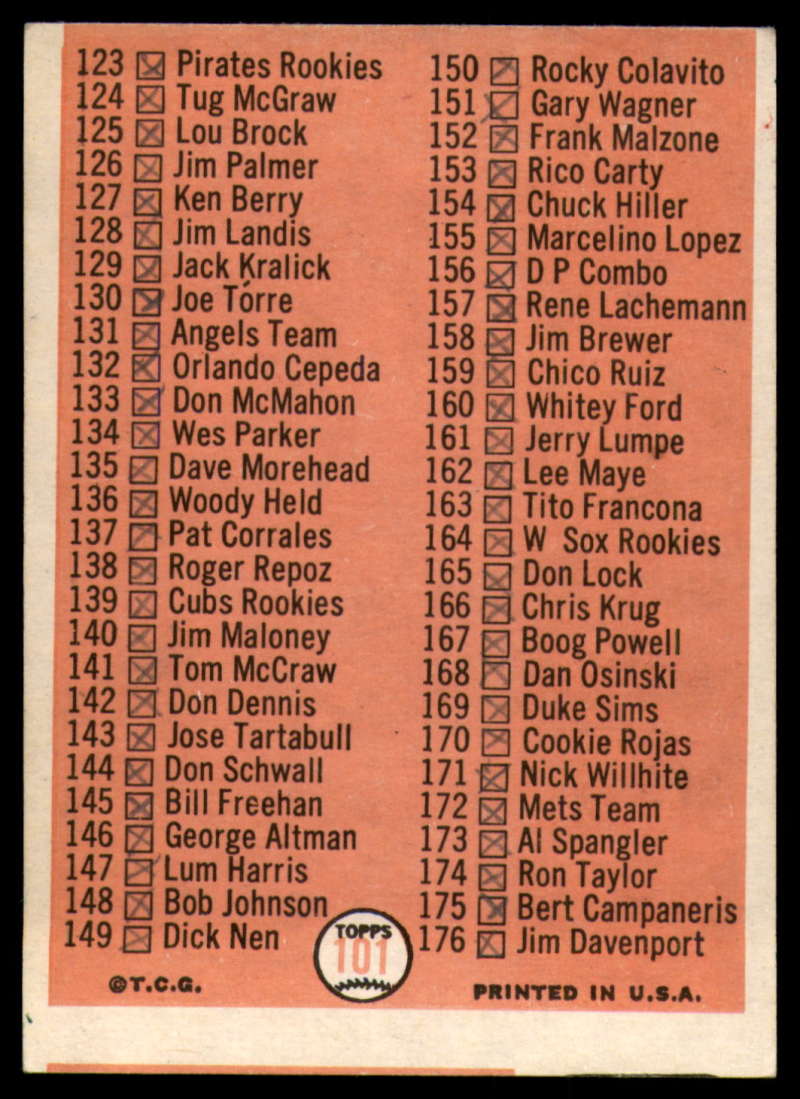 123 Pirates Rookies
124 Tug McGraw
125 Lou Brock
126 Jim Palmer
127 Ken Berry
128 Jim Landis
129 Jack Kralick
130 Joe Torre
131 Angels Team
132 Orlando Cepeda
133 Don McMahon
134 Wes Parker
135 Dave Morehead
136 Woody Held
137 Pat Corrales
138 Roger Repoz
139 Cubs Rookies
140 Jim Maloney
141 Tom McCraw
142 Don Dennis
143 Jose Tartabull
144 Don Schwall
145 Bill Freehan
146 George Altman
147 Lum Harris
148 Bob Johnson
149 Dick Nen
150 Rocky Colavito
151 Gary Wagner
152 Frank Malzone
153 Rico Carty
154 Chuck Hiller
155 Marcelino Lopez
156 D P Combo
157 Rene Lachemann
158 Jim Brewer
159 Chico Ruiz
160 Whitey Ford
161 Jerry Lumpe
162 Lee Maye
163 Tito Francona
164 W Sox Rookies
165 Don Lock
166 Chris Krug
167 Boog Powell
168 Dan Osinski
169 Duke Sims
170 Cookie Rojas
171 Nick Willhite
172 Mets Team
173 Al Spangler
174 Ron Taylor
175 Bert Campaneris
176 Jim Davenport
TOPPS
101
©T.C.G.
PRINTED IN U.S.A.